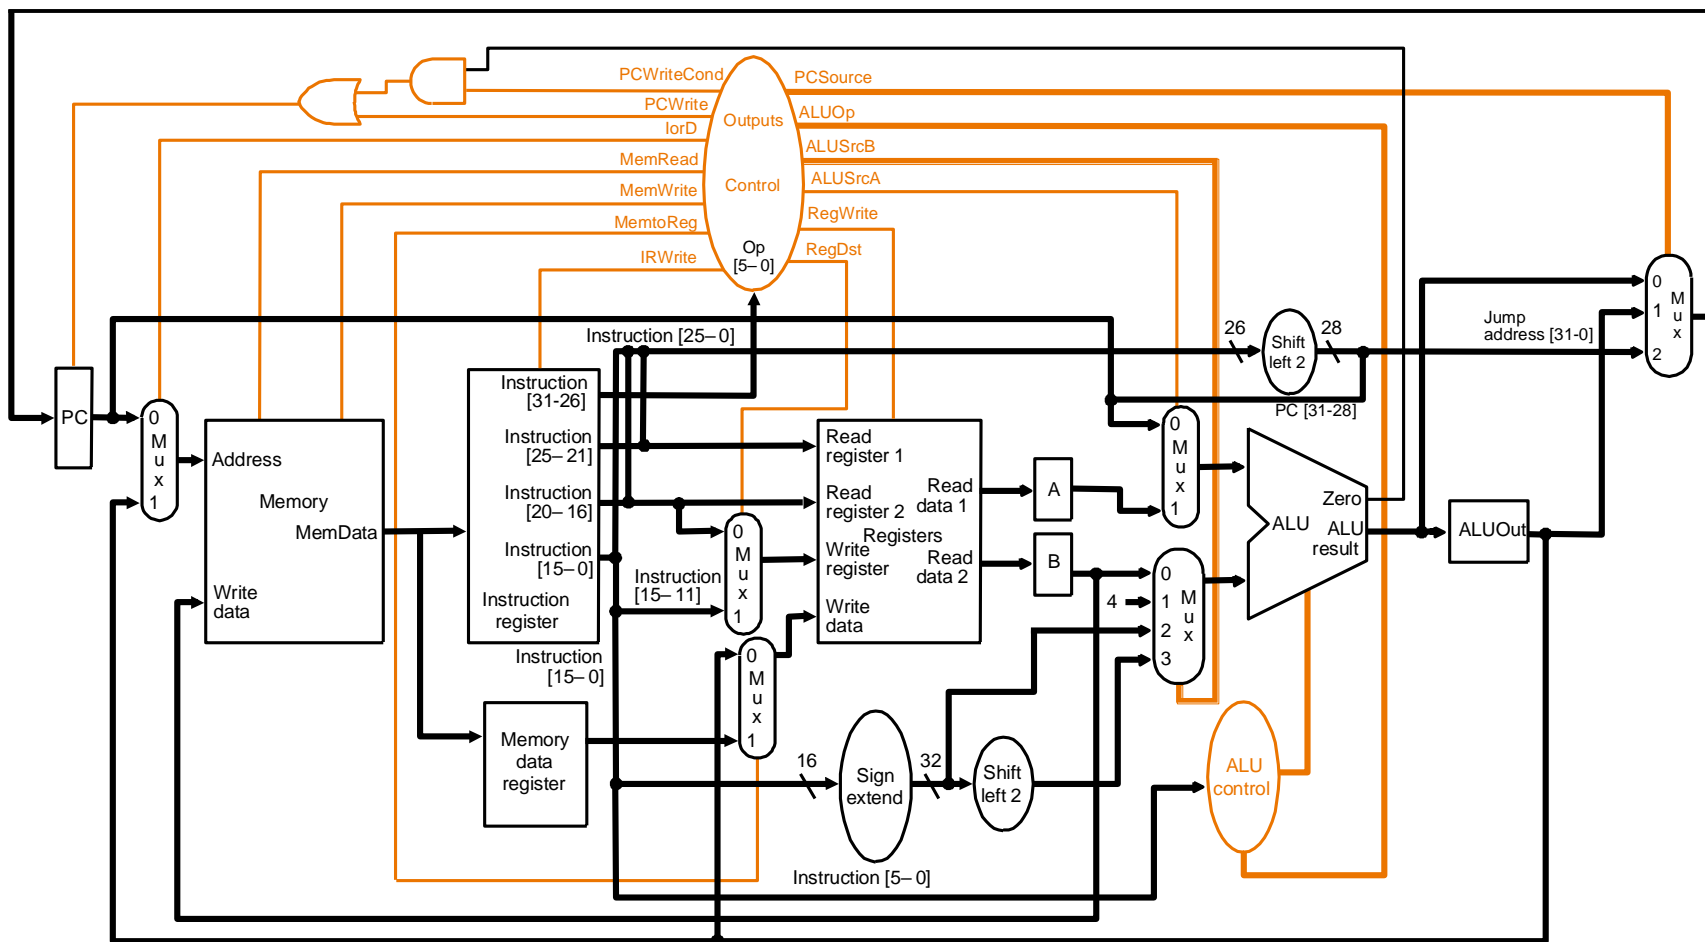 PCWriteCond
PCSource
PCWrite
ALUOp
IorD
Outputs
ALUSrcB
MemRead
Control
ALUSrcA
MemWrite
RegWrite
MemtoReg
RegDst
IRWrite
Op
[5–0]
Instruction [25–0]
26
Shift
left 2
28
Jump
address [31-0]
0
1
2
M
u
x
PC [31-28]
PC
0
M
u
x
1
Address
Memory
MemData
Write
data
Instruction
[31-26]
Instruction
[25–21]
Instruction
[20–16]
Instruction
[15–0]
Instruction
register
Instruction
[15–0]
Instruction
[15–11]
0
M
u
x
1
Read
register 1
Read
register 2
Registers
Write
register
Write
data
Read
data 1
Read
data 2
A
B
4
0
M
u
x
1
0
1
2
3
M
u
x
Zero
ALU
ALU
result
ALUOut
0
M
u
x
1
Memory
data
register
16
Sign
extend
32
Shift
left 2
ALU
control
Instruction [5–0]